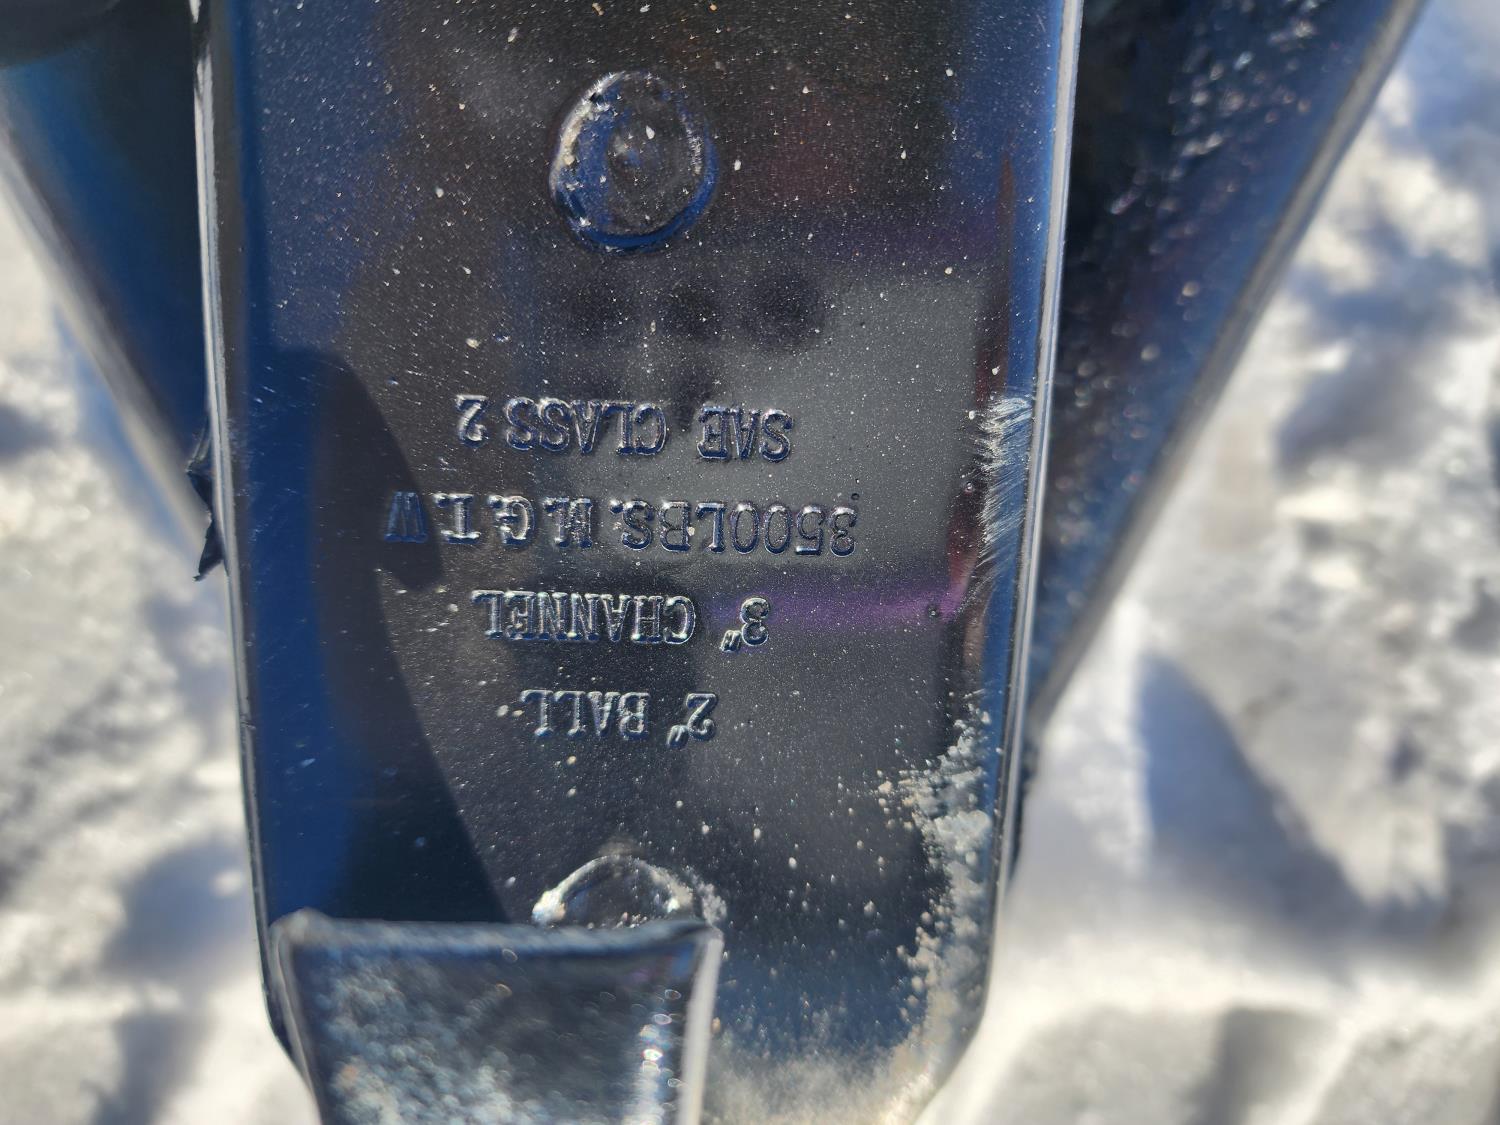 2" BALL
3" CHANNEL
3500LBS. M.G.T.W
SAE CLASS 2